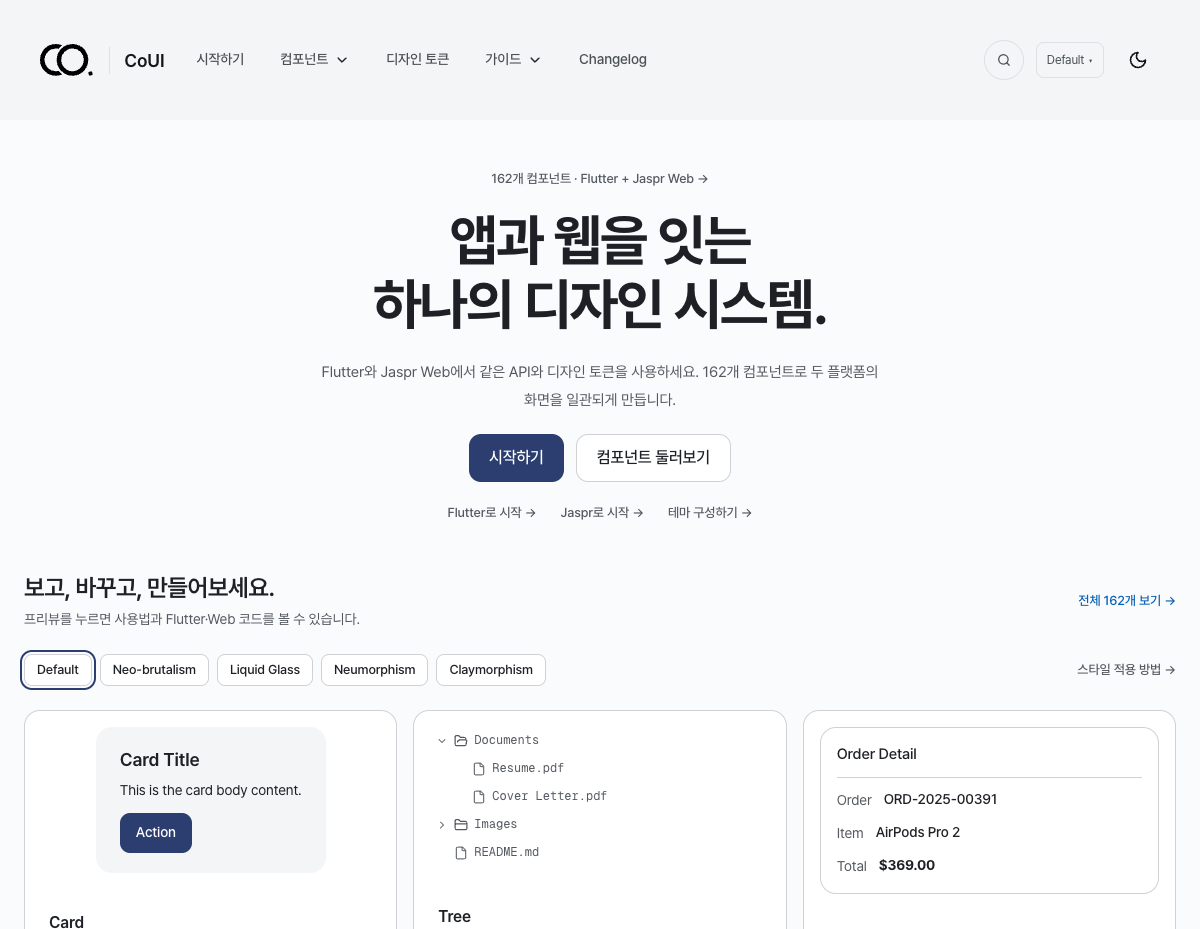 CO.
CoUI
시작하기
컴포넌트
디자인 토큰
가이드
Changelog
Default
162개 컴포넌트 · Flutter + Jaspr Web →
앱과 웹을 잇는
하나의 디자인 시스템.
Flutter와 Jaspr Web에서 같은 API와 디자인 토큰을 사용하세요. 162개 컴포넌트로 두 플랫폼의
화면을 일관되게 만듭니다.
시작하기
컴포넌트 둘러보기
Flutter로 시작 →
Jaspr로 시작 →
테마 구성하기 →
보고, 바꾸고, 만들어보세요.
프리뷰를 누르면 사용법과 Flutter·Web 코드를 볼 수 있습니다.
전체 162개 보기 →
Default
Neo-brutalism
Liquid Glass
Neumorphism
Claymorphism
스타일 적용 방법 →
Card Title
This is the card body content.
Action
Card
Documents
Resume.pdf
Cover Letter.pdf
Images
README.md
Tree
Order Detail
Order ORD-2025-00391
Item AirPods Pro 2
Total $369.00